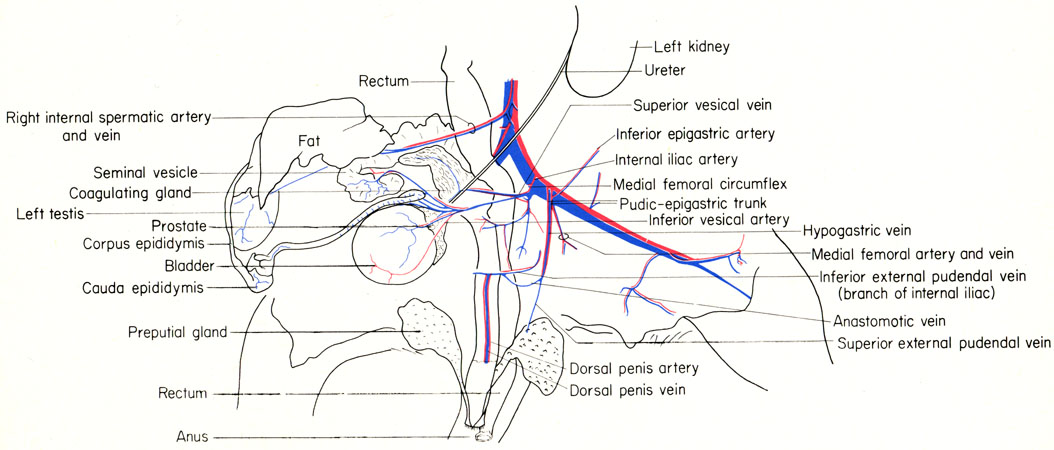 Left kidney
Ureter
Rectum
Superior vesical vein
Right internal spermatic artery
and vein
Inferior epigastric artery
Fat
Internal iliac artery
Seminal vesicle
Medial femoral circumflex
Coagulating gland
Pudic-epigastric trunk
Left testis
Inferior vesical artery
Prostate
Hypogastric vein
Corpus epididymis
Medial femoral artery and vein
Bladder
Inferior external pudendal vein
(branch of internal iliac)
Cauda epididymis
Anastomotic vein
Preputial gland
Superior external pudendal vein
Dorsal penis artery
Dorsal penis vein
Rectum
Anus